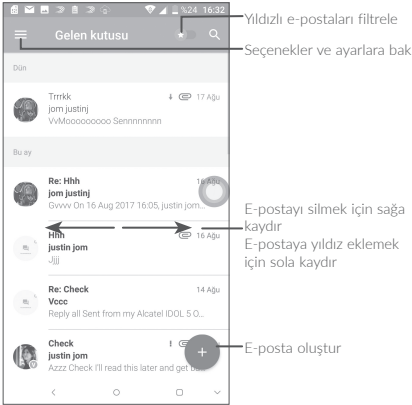 %24 16:32
Gelen kutusu
Yıldızlı e-postaları filtrele
Seçenekler ve ayarlara bak
Dün
Trrrkk
17 Ağu
jom justinj
VvMooooooooo Sennnnnnnn
Bu ay
Re: Hhh
16 Ağu
jom justinj
Gvvvv On 16 Aug 2017 16:05, justin jom...
Hhh
16 Ağu
justin jom
Jjjj
E-postayı silmek için sağa
kaydır
E-postaya yıldız eklemek
için sola kaydır
Re: Check
14 Ağu
Vccc
Reply all Sent from my Alcatel IDOL 5 O...
Check
justin jom
Azzz Check I'll read this later and get ba
E-posta oluştur